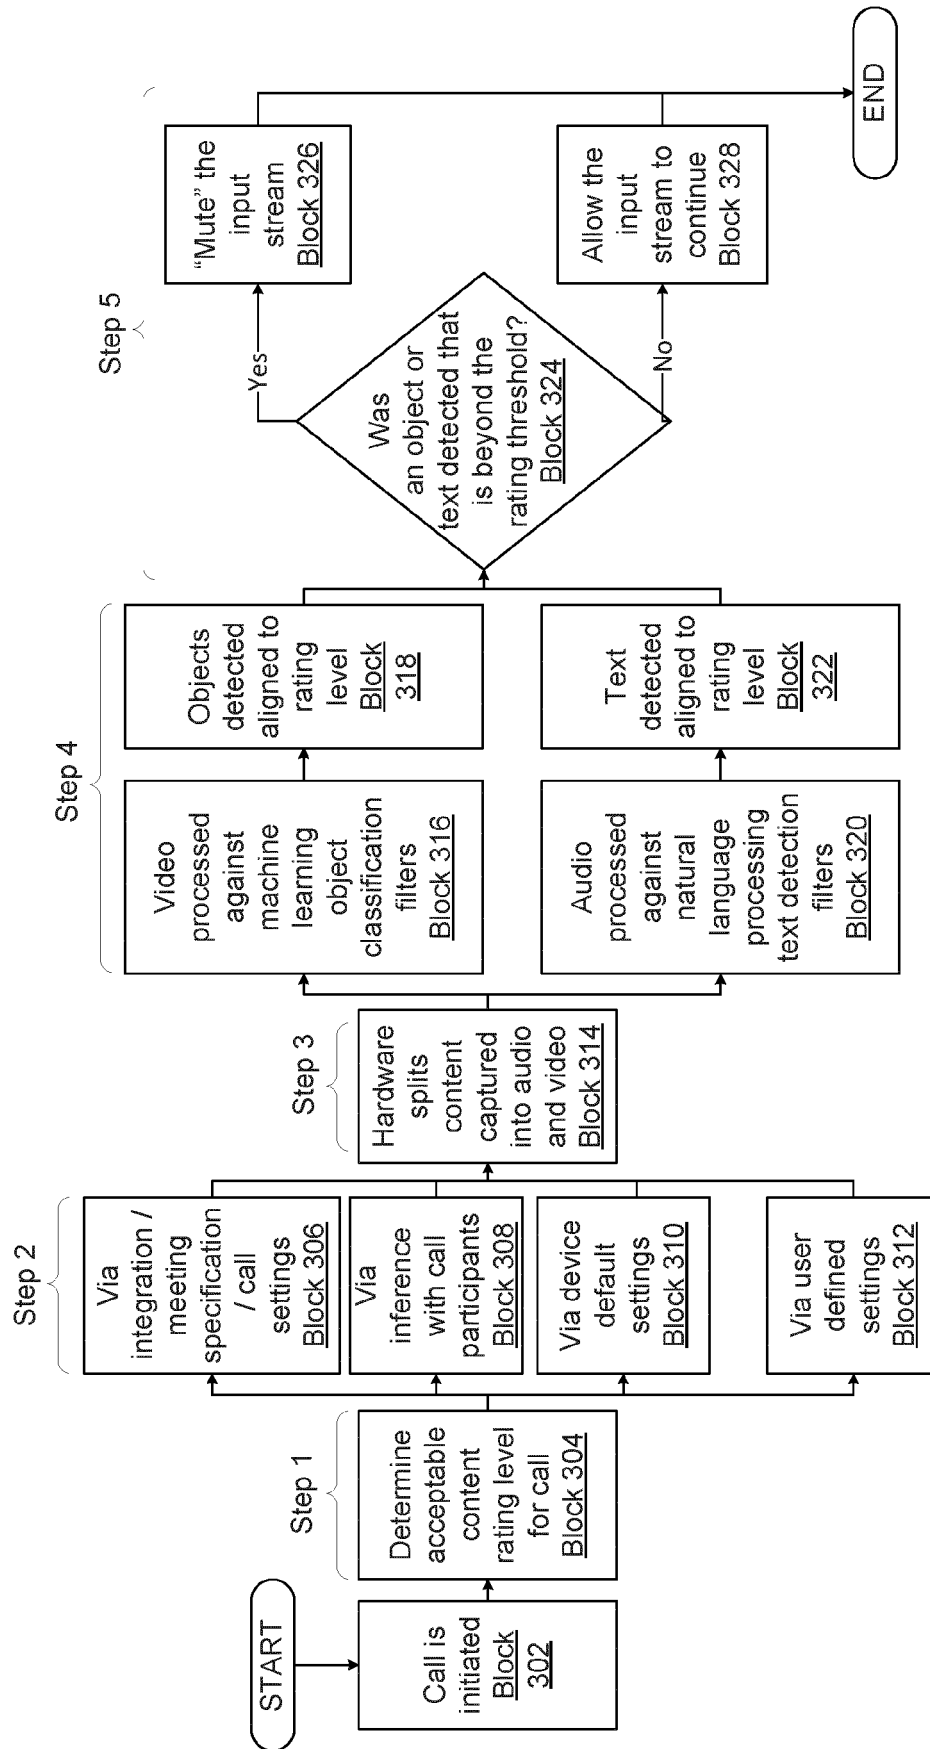 START
Call is
initiated
Block
302
Step 1
Determine
acceptable
content
rating level
for call
Block 304
Step 2
Via
integration /
meeting
specification
/ call
settings
Block 306
Via
inference
with call
participants
Block 308
Via device
default
settings
Block 310
Via user
defined
settings
Block 312
Step 3
Hardware
splits
content
captured
into audio
and video
Block 314
Step 4
Video
processed
against
machine
learning
object
classification
filters
Block 316
Objects
detected
aligned to
rating
level
Block
318
Audio
processed
against
natural
language
processing
text detection
filters
Block 320
Text
detected
aligned to
rating
level
Block
322
Step 5
Was
an object or
text detected that
is beyond the
rating threshold?
Block 324
Yes
"Mute" the
input
stream
Block 326
No
Allow the
input
stream to
continue
Block 328
END